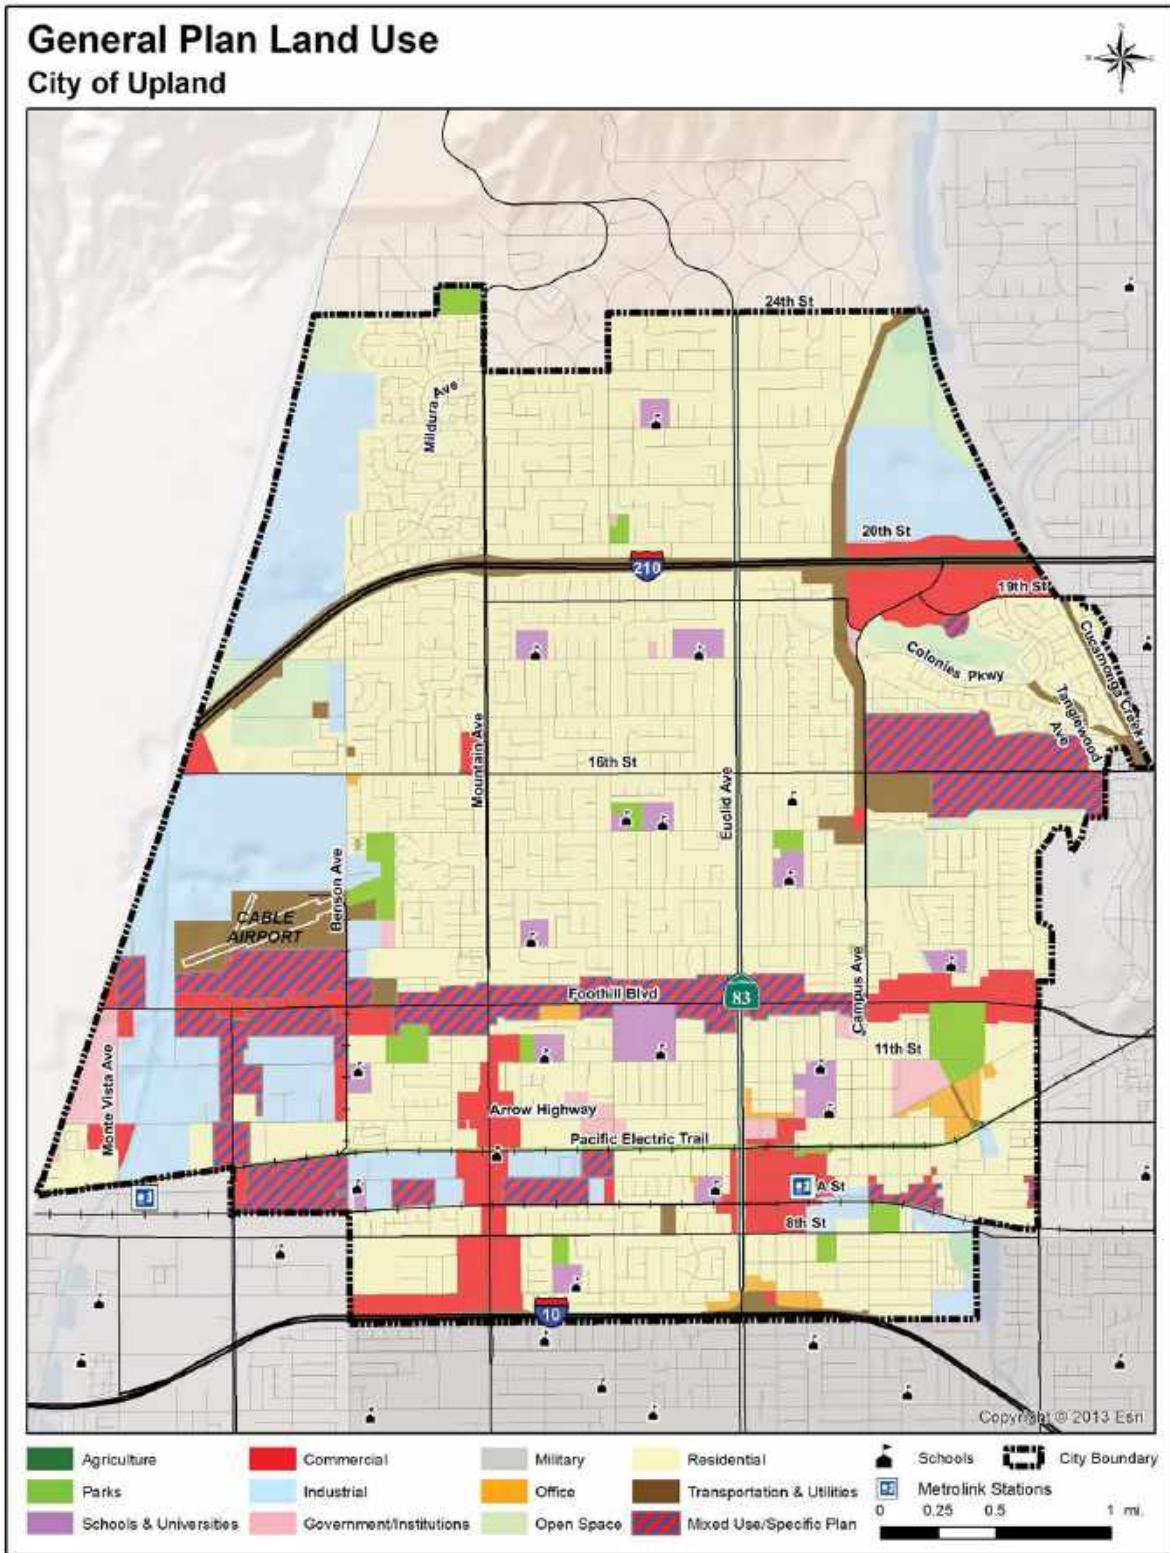 General Plan Land Use
City of Upland
24th St
Mildura Ave
20th St
210
19th St
Cucamonga Creek
Colonies Pkwy
Tanglewood Ave
Mountain Ave
16th St
Euclid Ave
Benson Ave
CABLE AIRPORT
Campus Ave
Foothill Blvd
83
11th St
Monte Vista Ave
Arrow Highway
Pacific Electric Trail
A St
8th St
10
Copyright © 2013 Esri
Agriculture
Commercial
Military
Residential
Schools
City Boundary
Parks
Industrial
Office
Transportation & Utilities
Metrolink Stations
Schools & Universities
Government/Institutions
Open Space
Mixed Use/Specific Plan
0 0.25 0.5 1 mi.